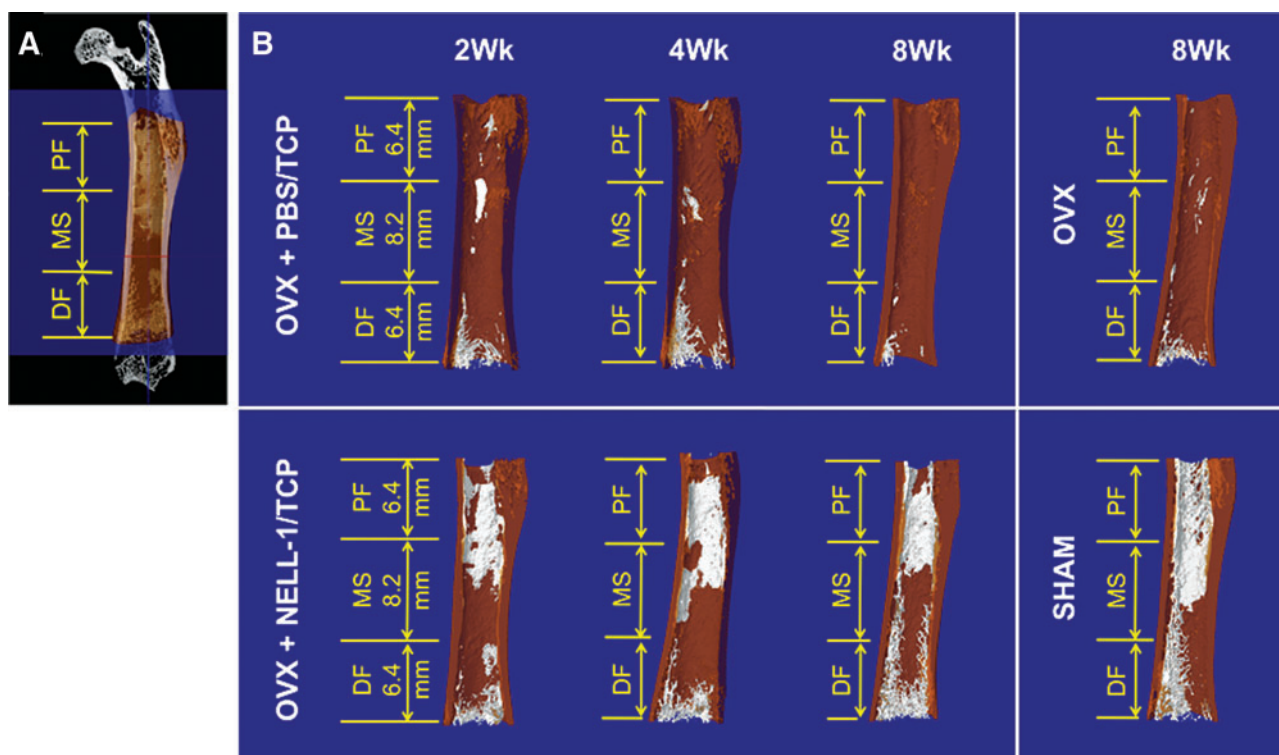 A
PF
MS
DF
B
2Wk
4Wk
8Wk
8Wk
OVX + PBS/TCP
PF
6.4
mm
MS
8.2
mm
DF
6.4
mm
PF
MS
DF
PF
MS
DF
OVX
PF
MS
DF
OVX + NELL-1/TCP
PF
6.4
mm
MS
8.2
mm
DF
6.4
mm
PF
MS
DF
PF
MS
DF
SHAM
PF
MS
DF